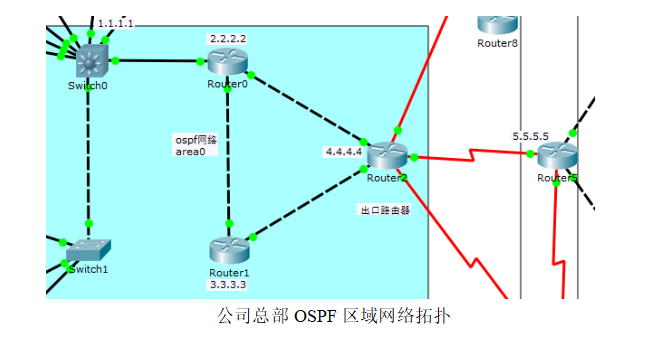 1.1.1.1
2.2.2.2
Router8
Switch0
Router0
ospf网络
area0
5.5.5.5
4.4.4.4
Router2
出口路由器
Switch1
Router1
3.3.3.3
公司总部 OSPF 区域网络拓扑